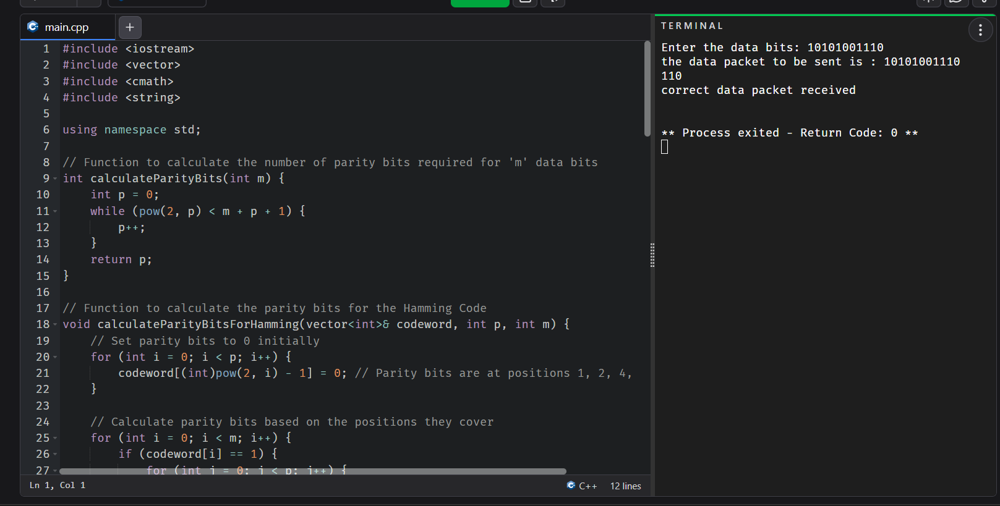 main.cpp
+
1 #include <iostream>
2 #include <vector>
3 #include <cmath>
4 #include <string>
5
6 using namespace std;
7
8 // Function to calculate the number of parity bits required for 'm' data bits
9 int calculateParityBits(int m) {
10     int p = 0;
11     while (pow(2, p) < m + p + 1) {
12         p++;
13     }
14     return p;
15 }
16
17 // Function to calculate the parity bits for the Hamming Code
18 void calculateParityBitsForHamming(vector<int>& codeword, int p, int m) {
19     // Set parity bits to 0 initially
20     for (int i = 0; i < p; i++) {
21         codeword[(int)pow(2, i) - 1] = 0; // Parity bits are at positions 1, 2, 4,
22     }
23
24     // Calculate parity bits based on the positions they cover
25     for (int i = 0; i < m; i++) {
26         if (codeword[i] == 1) {
27             for (int j = 0; j < p; j++) {
Ln 1, Col 1
C++
12 lines
TERMINAL
Enter the data bits: 10101001110
the data packet to be sent is : 10101001110
110
correct data packet received
** Process exited - Return Code: 0 **